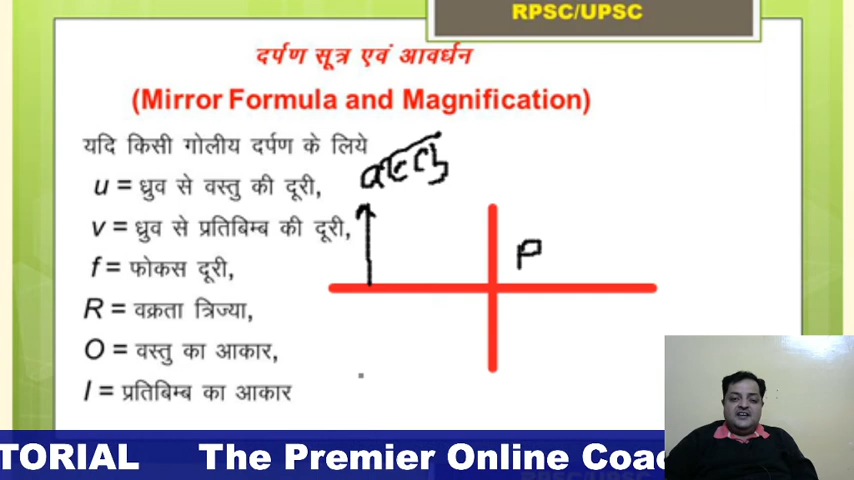 RPSC/UPSC
दर्पण सूत्र एवं आवर्धन
(Mirror Formula and Magnification)
यदि किसी गोलीय दर्पण के लिये
u = ध्रुव से वस्तु की दूरी,
v = ध्रुव से प्रतिबिम्ब की दूरी,
f = फोकस दूरी,
R = वक्रता त्रिज्या,
O = वस्तु का आकार,
I = प्रतिबिम्ब का आकार
P
TORIAL The Premier Online Coac